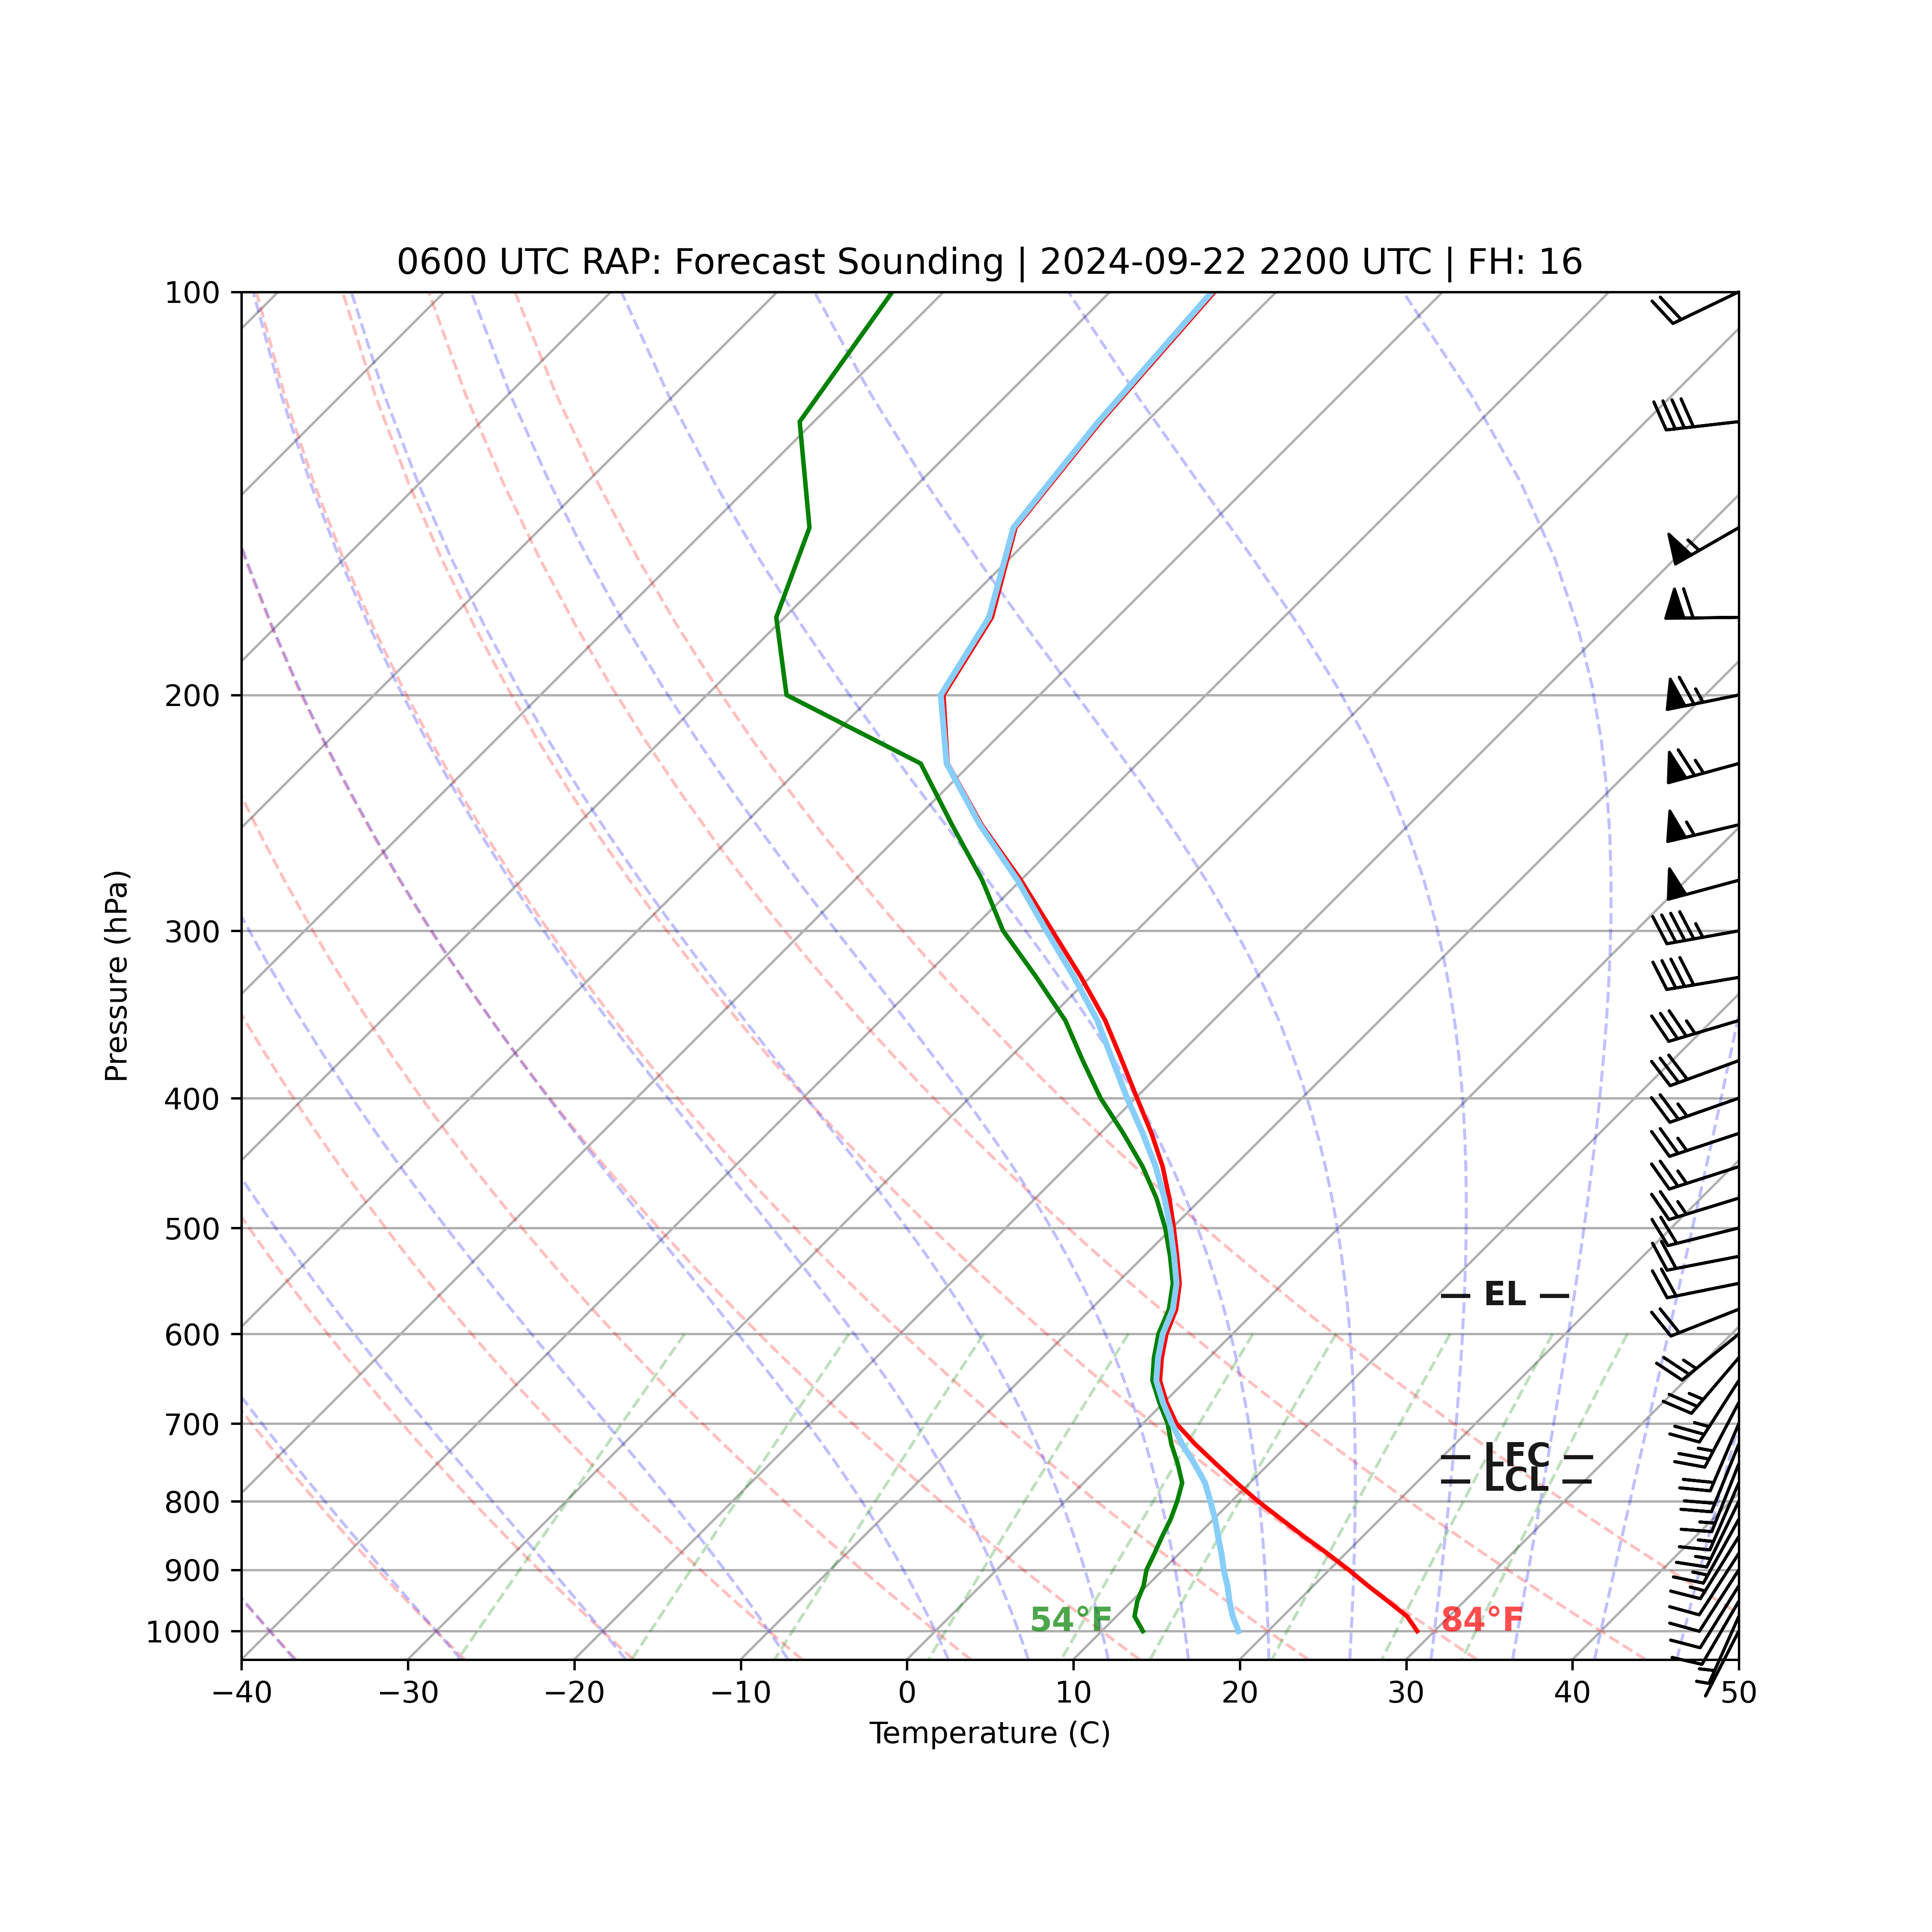 0600 UTC RAP: Forecast Sounding | 2024-09-22 2200 UTC | FH: 16
100
200
300
400
500
600
700
800
900
1000
Pressure (hPa)
— EL —
— LFC —
— LCL —
54°F
84°F
−40 −30 −20 −10 0 10 20 30 40 50
Temperature (C)